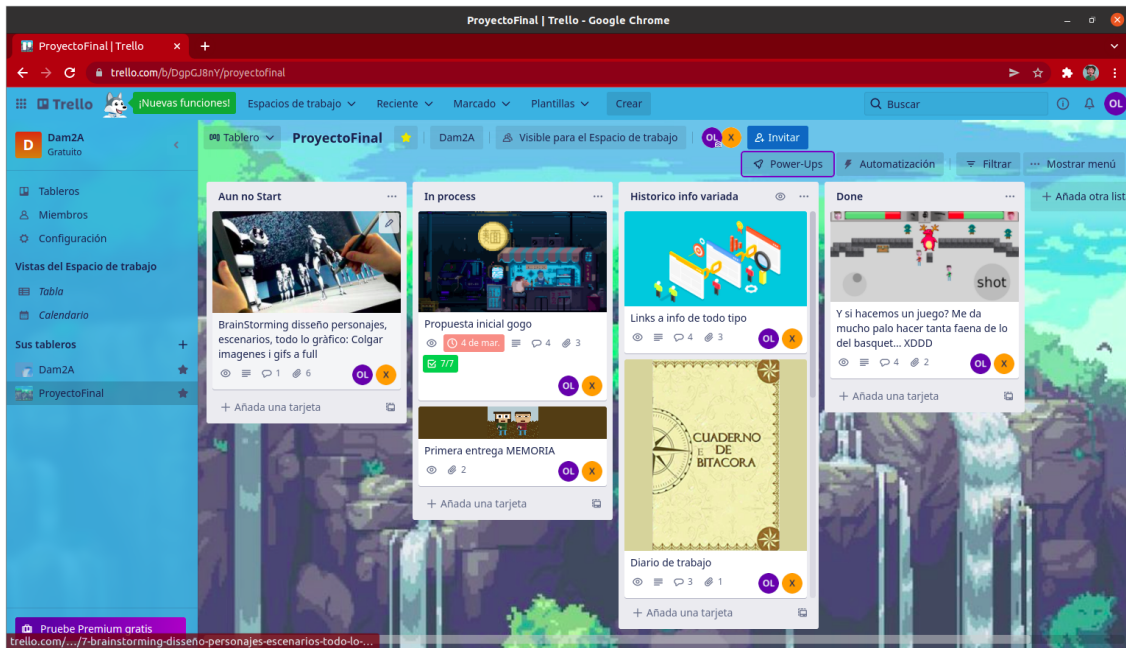 ProyectoFinal | Trello - Google Chrome
ProyectoFinal | Trello
trello.com/b/DgpGJ8nY/proyectofinal
Trello
¡Nuevas funciones!
Espacios de trabajo
Reciente
Marcado
Plantillas
Crear
Buscar
OL
D
Dam2A
Gratuito
Tablero
ProyectoFinal
Dam2A
Visible para el Espacio de trabajo
OL
X
Invitar
Power-Ups
Automatización
Filtrar
Mostrar menú
Tableros
Miembros
Configuración
Vistas del Espacio de trabajo
Tabla
Calendario
Sus tableros
Dam2A
ProyectoFinal
Pruebe Premium gratis
trello.com/.../7-brainstorming-disseño-personajes-escenarios-todo-lo-...
Aun no Start
BrainStorming disseño personajes,
escenarios, todo lo gràfico: Colgar
imagenes i gifs a full
1 6
OL X
+ Añada una tarjeta
In process
Propuesta inicial gogo
4 de mar. 4 3
7/7
OL X
Primera entrega MEMORIA
2
OL X
+ Añada una tarjeta
Historico info variada
Links a info de todo tipo
4 3
OL X
CUADERNO
E
DE
BITACORA
Diario de trabajo
3 1
OL X
+ Añada una tarjeta
Done
shot
Y si hacemos un juego? Me da
mucho palo hacer tanta faena de lo
del basquet... XDDD
4 2
OL X
+ Añada una tarjeta
+ Añada otra list